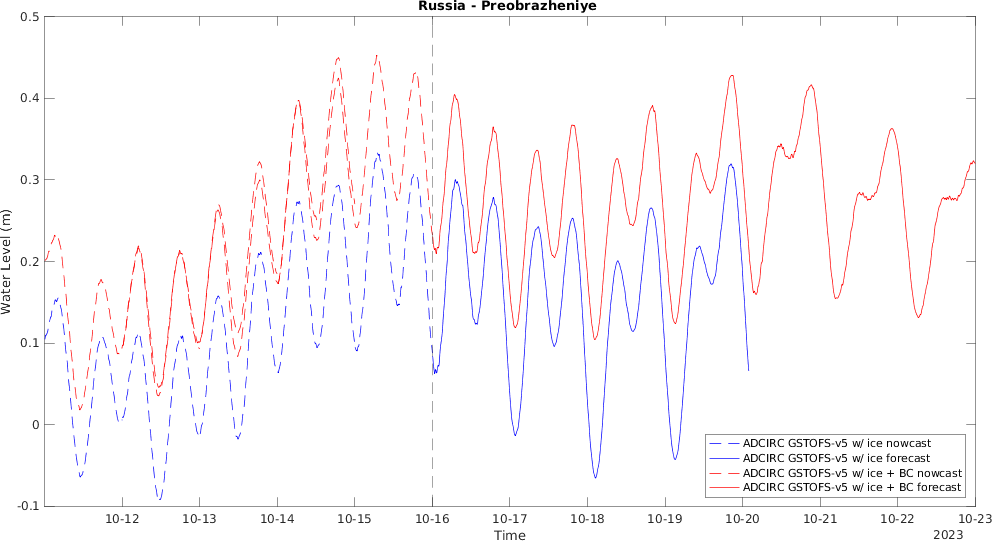 Russia - Preobrazheniye
0.5
0.4
0.3
0.2
0.1
0
-0.1
Water Level (m)
10-12 10-13 10-14 10-15 10-16 10-17 10-18 10-19 10-20 10-21 10-22 10-23
Time
2023
ADCIRC GSTOFS-v5 w/ ice nowcast
ADCIRC GSTOFS-v5 w/ ice forecast
ADCIRC GSTOFS-v5 w/ ice + BC nowcast
ADCIRC GSTOFS-v5 w/ ice + BC forecast